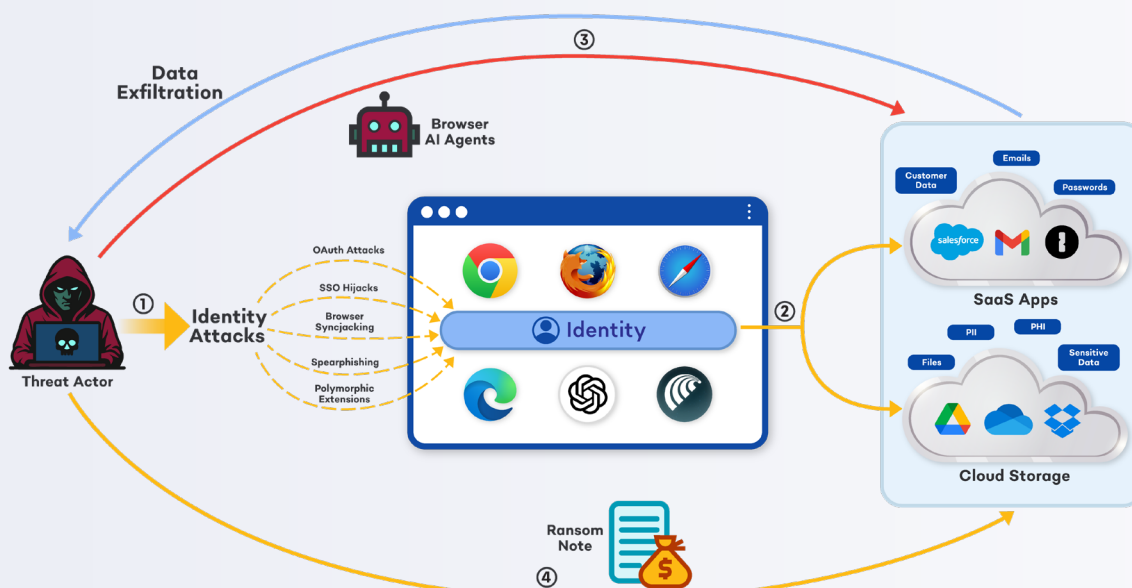 ③
Data
Exfiltration
Browser
AI Agents
Emails
Customer
Data
Passwords
salesforce
SaaS Apps
OAuth Attacks
SSO Hijacks
Browser
Syncjacking
Spearphishing
Polymorphic
Extensions
①
Identity
Attacks
Threat Actor
Identity
②
PHI
PII
Files
Sensitive
Data
Cloud Storage
Ransom
Note
$
④